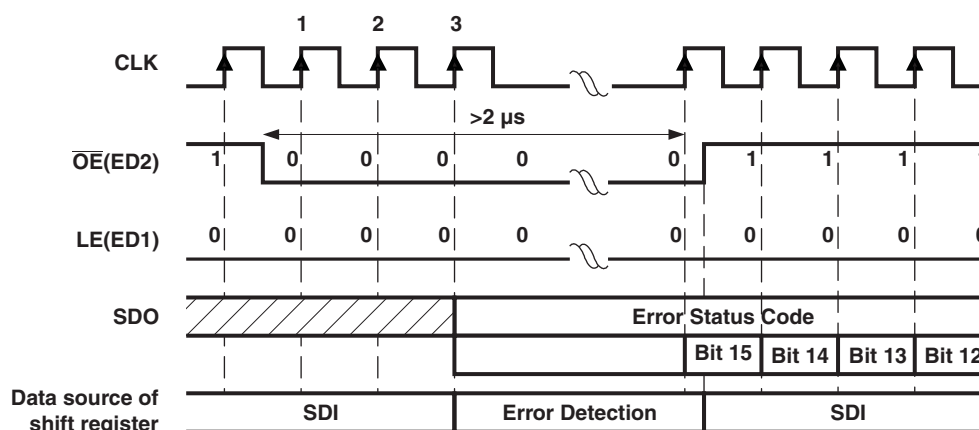 1 2 3
CLK
>2 µs
OE(ED2)
1 0 0 0 0 0 1 1 1
LE(ED1)
0 0 0 0 0 0 0 0 0 0
SDO
Error Status Code
Bit 15 Bit 14 Bit 13 Bit 12
Data source of
shift register
SDI Error Detection SDI